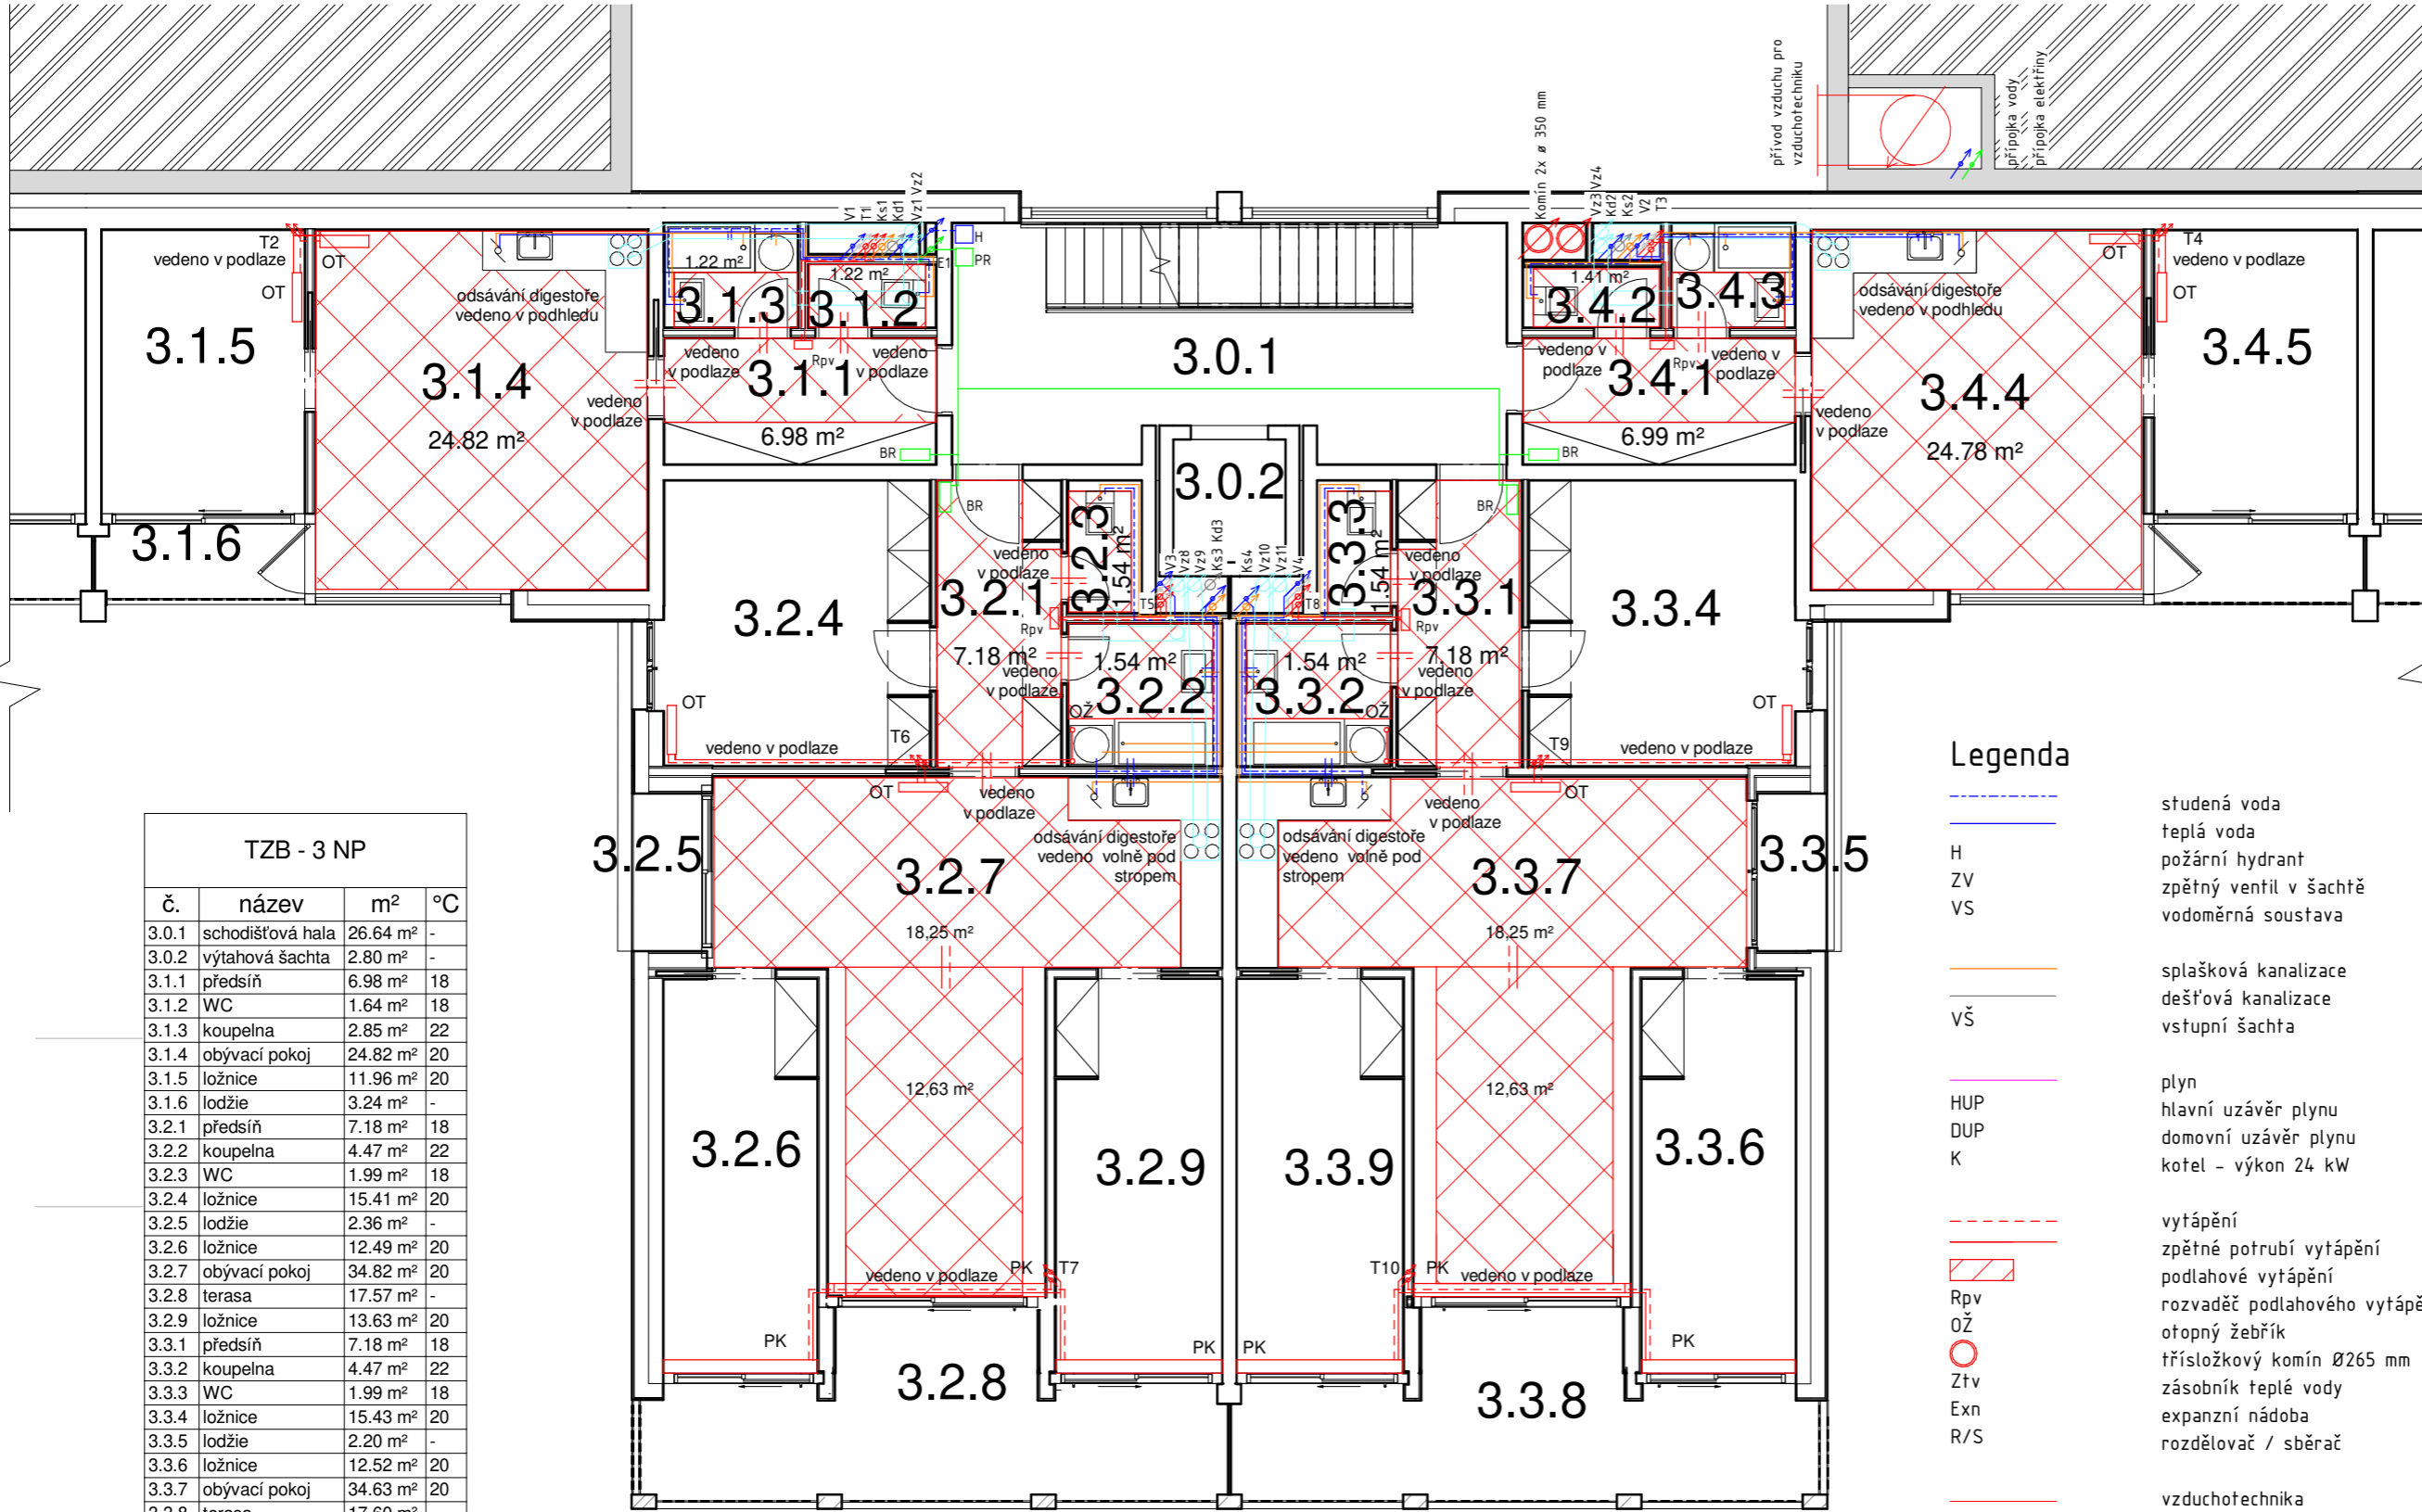 přívod vzduchu pro
vzduchotechniku
přípojka vody
přípojka elektřiny
Komín 2x ø 350 mm
Vz3 Vz4
Kd2
Ks2
V2
T3
V1
T1
Ks1
Kd1
Vz1 Vz2
H
PR
E1
T2
vedeno v podlaze
OT
OT
odsávání digestoře
vedeno v podhledu
1.22 m²
1.22 m²
3.1.3
3.1.2
3.1.5
3.1.4
24.82 m²
vedeno
v podlaze
Rpv
vedeno
v podlaze
3.1.1
vedeno
v podlaze
6.98 m²
BR
3.1.6
3.0.1
3.0.2
1.41 m²
3.4.2
3.4.3
vedeno v
podlaze
Rpv
vedeno v
podlaze
3.4.1
6.99 m²
BR
vedeno
v podlaze
odsávání digestoře
vedeno v podhledu
3.4.4
24.78 m²
OT
T4
vedeno v podlaze
OT
3.4.5
BR
vedeno
v podlaze
3.2.3
1.54 m²
3.2.1
Rpv
7.18 m²
vedeno
v podlaze
3.2.4
OT
vedeno v podlaze
T6
T5
V3
Vz8
Vz9
Ks3 Kd3
Ks4
Vz10
Vz11
V4
T8
1.54 m²
3.2.2
OŽ
1.54 m²
3.3.2
OŽ
3.3.3
1.54 m²
BR
vedeno
v podlaze
3.3.1
Rpv
7.18 m²
vedeno
v podlaze
3.3.4
OT
vedeno v podlaze
T9
OT
vedeno
v podlaze
odsávání digestoře
vedeno volně pod
stropem
3.2.5
3.2.7
18,25 m²
12,63 m²
3.2.6
3.2.9
vedeno v podlaze
PK
T7
PK
PK
3.2.8
OT
vedeno
v podlaze
odsávání digestoře
vedeno volně pod
stropem
3.3.7
18,25 m²
3.3.5
12,63 m²
3.3.9
3.3.6
T10
PK
vedeno v podlaze
PK
PK
3.3.8
TZB - 3 NP
č. název m² °C
3.0.1 schodišťová hala 26.64 m² -
3.0.2 výtahová šachta 2.80 m² -
3.1.1 předsíň 6.98 m² 18
3.1.2 WC 1.64 m² 18
3.1.3 koupelna 2.85 m² 22
3.1.4 obývací pokoj 24.82 m² 20
3.1.5 ložnice 11.96 m² 20
3.1.6 lodžie 3.24 m² -
3.2.1 předsíň 7.18 m² 18
3.2.2 koupelna 4.47 m² 22
3.2.3 WC 1.99 m² 18
3.2.4 ložnice 15.41 m² 20
3.2.5 lodžie 2.36 m² -
3.2.6 ložnice 12.49 m² 20
3.2.7 obývací pokoj 34.82 m² 20
3.2.8 terasa 17.57 m² -
3.2.9 ložnice 13.63 m² 20
3.3.1 předsíň 7.18 m² 18
3.3.2 koupelna 4.47 m² 22
3.3.3 WC 1.99 m² 18
3.3.4 ložnice 15.43 m² 20
3.3.5 lodžie 2.20 m² -
3.3.6 ložnice 12.52 m² 20
3.3.7 obývací pokoj 34.63 m² 20
Legenda
studená voda
teplá voda
H požární hydrant
ZV zpětný ventil v šachtě
VS vodoměrná soustava
splašková kanalizace
dešťová kanalizace
VŠ vstupní šachta
plyn
HUP hlavní uzávěr plynu
DUP domovní uzávěr plynu
K kotel - výkon 24 kW
vytápění
zpětné potrubí vytápění
podlahové vytápění
Rpv rozvaděč podlahového vytápě
OŽ otopný žebřík
třísložkový komín Ø265 mm
Ztv zásobník teplé vody
Exn expanzní nádoba
R/S rozdělovač / sběrač
vzduchotechnika